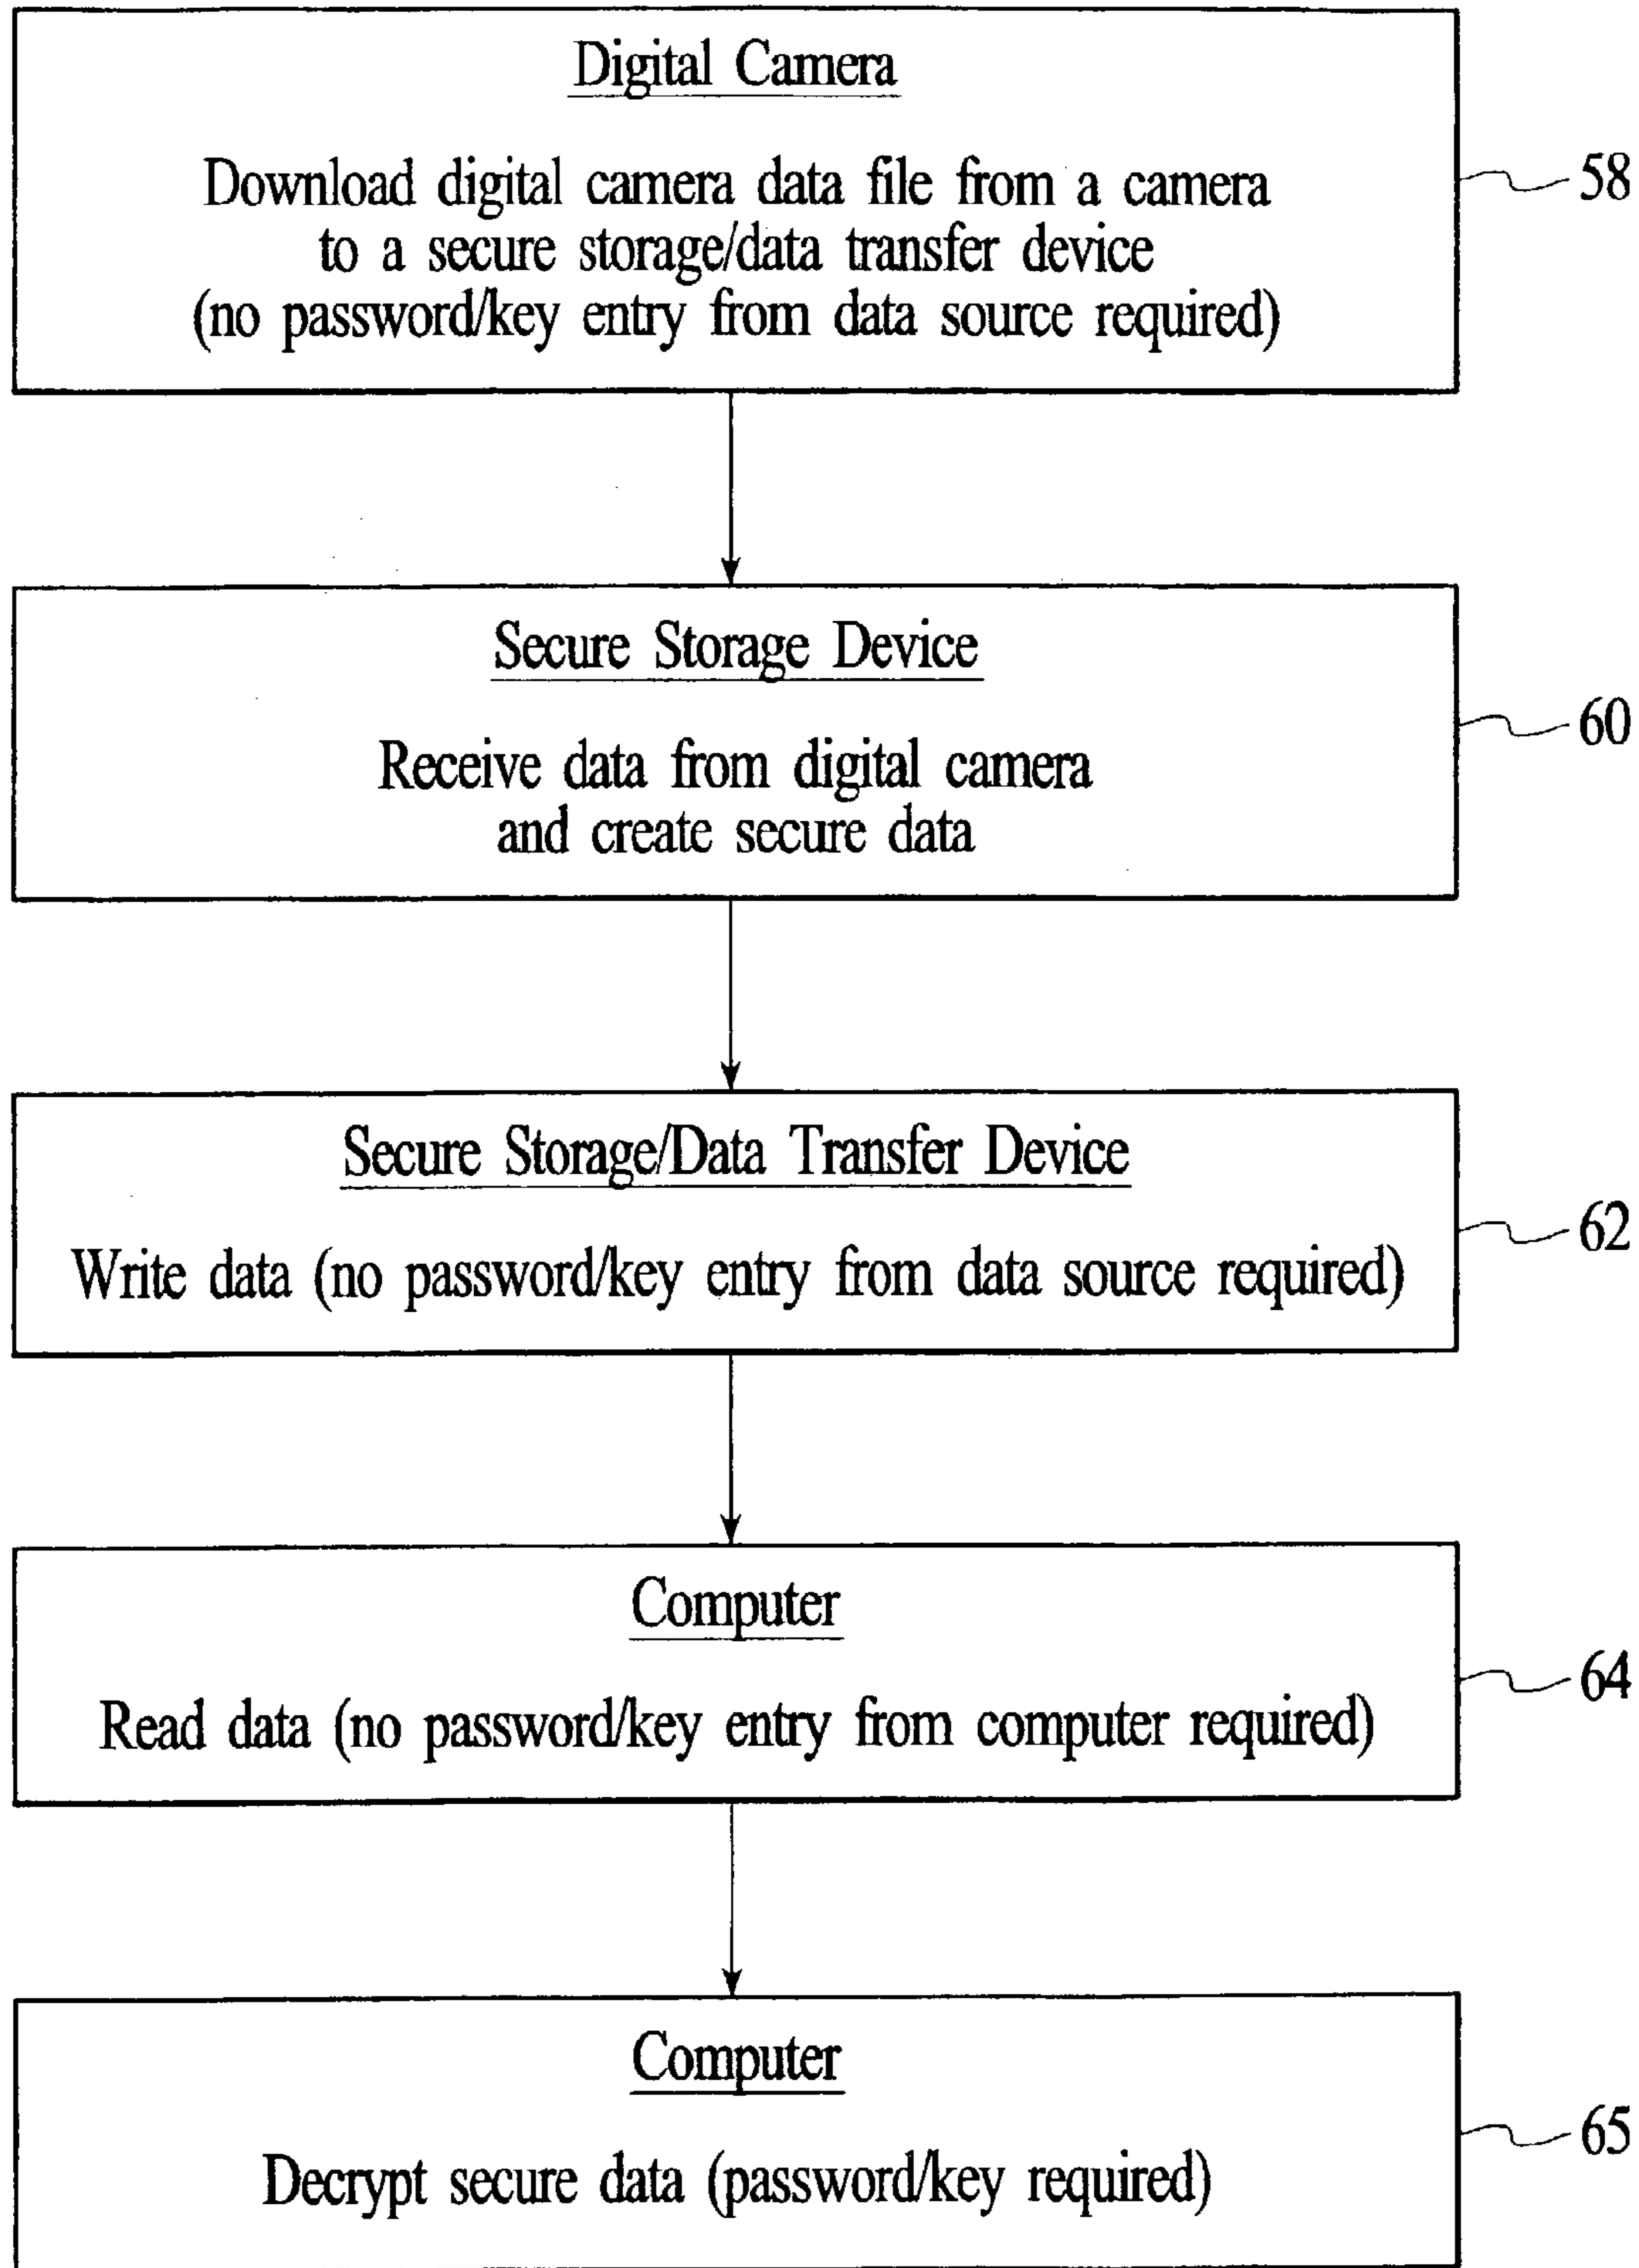 Digital Camera
Download digital camera data file from a camera
to a secure storage/data transfer device
(no password/key entry from data source required)
58
Secure Storage Device
Receive data from digital camera
and create secure data
60
Secure Storage/Data Transfer Device
Write data (no password/key entry from data source required)
62
Computer
Read data (no password/key entry from computer required)
64
Computer
Decrypt secure data (password/key required)
65